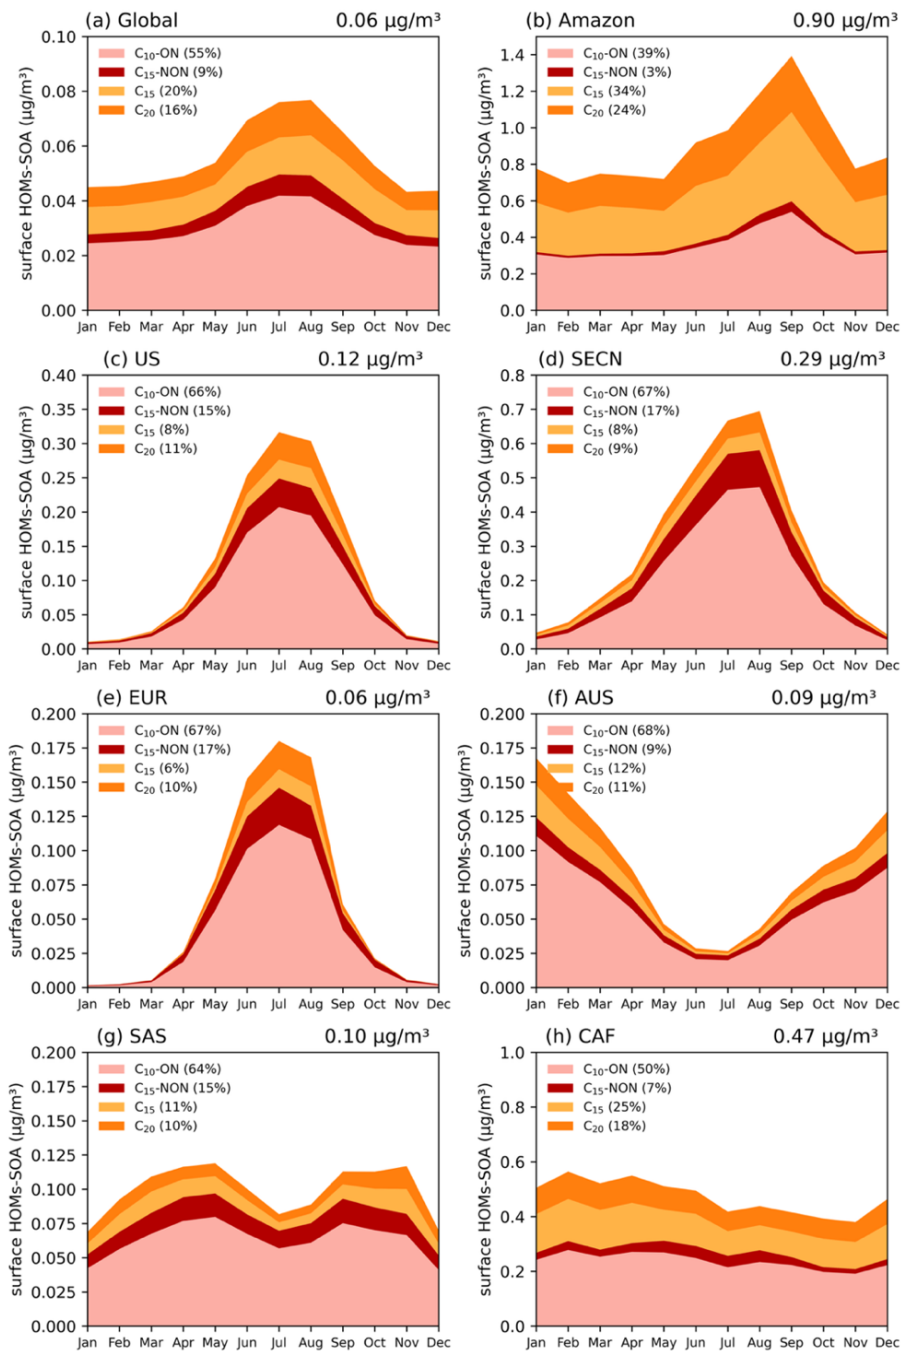 (a) Global 0.06 μg/m³
(b) Amazon 0.90 μg/m³
surface HOMs-SOA (μg/m³)
0.10
0.08
0.06
0.04
0.02
0.00
C₁₀-ON (55%)
C₁₅-NON (9%)
C₁₅ (20%)
C₂₀ (16%)
Jan Feb Mar Apr May Jun Jul Aug Sep Oct Nov Dec
surface HOMs-SOA (μg/m³)
1.4
1.2
1.0
0.8
0.6
0.4
0.2
0.0
C₁₀-ON (39%)
C₁₅-NON (3%)
C₁₅ (34%)
C₂₀ (24%)
Jan Feb Mar Apr May Jun Jul Aug Sep Oct Nov Dec
(c) US 0.12 μg/m³
(d) SECN 0.29 μg/m³
surface HOMs-SOA (μg/m³)
0.40
0.35
0.30
0.25
0.20
0.15
0.10
0.05
0.00
C₁₀-ON (66%)
C₁₅-NON (15%)
C₁₅ (8%)
C₂₀ (11%)
Jan Feb Mar Apr May Jun Jul Aug Sep Oct Nov Dec
surface HOMs-SOA (μg/m³)
0.8
0.7
0.6
0.5
0.4
0.3
0.2
0.1
0.0
C₁₀-ON (67%)
C₁₅-NON (17%)
C₁₅ (8%)
C₂₀ (9%)
Jan Feb Mar Apr May Jun Jul Aug Sep Oct Nov Dec
(e) EUR 0.06 μg/m³
(f) AUS 0.09 μg/m³
surface HOMs-SOA (μg/m³)
0.200
0.175
0.150
0.125
0.100
0.075
0.050
0.025
0.000
C₁₀-ON (67%)
C₁₅-NON (17%)
C₁₅ (6%)
C₂₀ (10%)
Jan Feb Mar Apr May Jun Jul Aug Sep Oct Nov Dec
surface HOMs-SOA (μg/m³)
0.200
0.175
0.150
0.125
0.100
0.075
0.050
0.025
0.000
C₁₀-ON (68%)
C₁₅-NON (9%)
C₁₅ (12%)
C₂₀ (11%)
Jan Feb Mar Apr May Jun Jul Aug Sep Oct Nov Dec
(g) SAS 0.10 μg/m³
(h) CAF 0.47 μg/m³
surface HOMs-SOA (μg/m³)
0.200
0.175
0.150
0.125
0.100
0.075
0.050
0.025
0.000
C₁₀-ON (64%)
C₁₅-NON (15%)
C₁₅ (11%)
C₂₀ (10%)
Jan Feb Mar Apr May Jun Jul Aug Sep Oct Nov Dec
surface HOMs-SOA (μg/m³)
1.0
0.8
0.6
0.4
0.2
0.0
C₁₀-ON (50%)
C₁₅-NON (7%)
C₁₅ (25%)
C₂₀ (18%)
Jan Feb Mar Apr May Jun Jul Aug Sep Oct Nov Dec